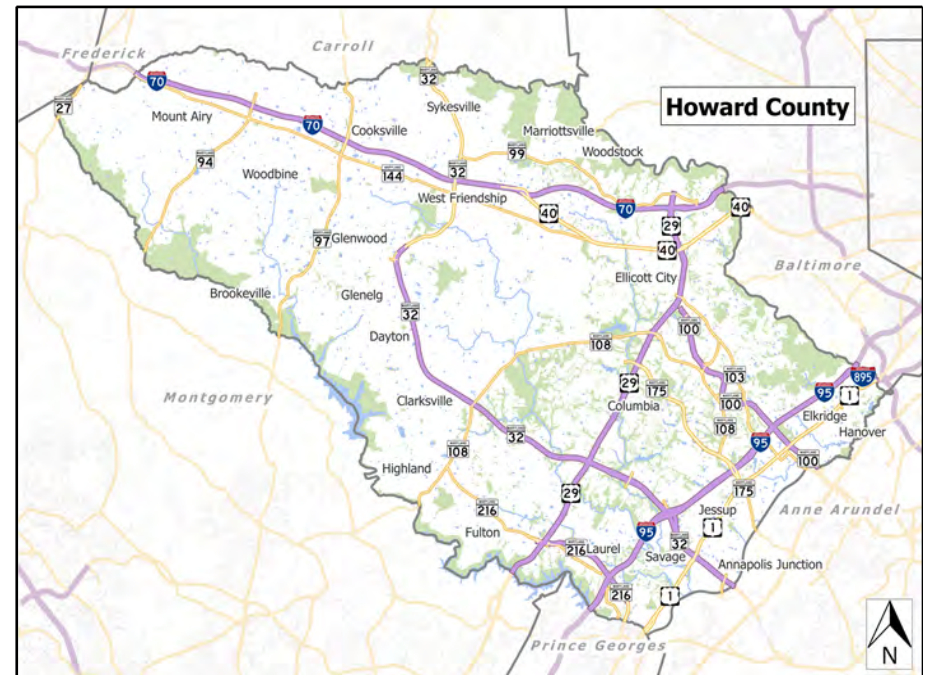 Carroll
Frederick
32
70
27
Howard County
Sykesville
Mount Airy
70
Cooksville
Marriottsville
99
Woodstock
94
Woodbine
144
32
West Friendship
40
70
40
29
97
Glenwood
40
Baltimore
Ellicott City
Brookeville
Glenelg
32
Dayton
100
108
103
895
95
29
175
Montgomery
Clarksville
Columbia
100
1
Elkridge
108
Hanover
32
95
108
100
Highland
175
29
216
Jessup
Anne Arundel
Fulton
95
1
32
216
Laurel
Savage
Annapolis Junction
216
1
Prince Georges
N